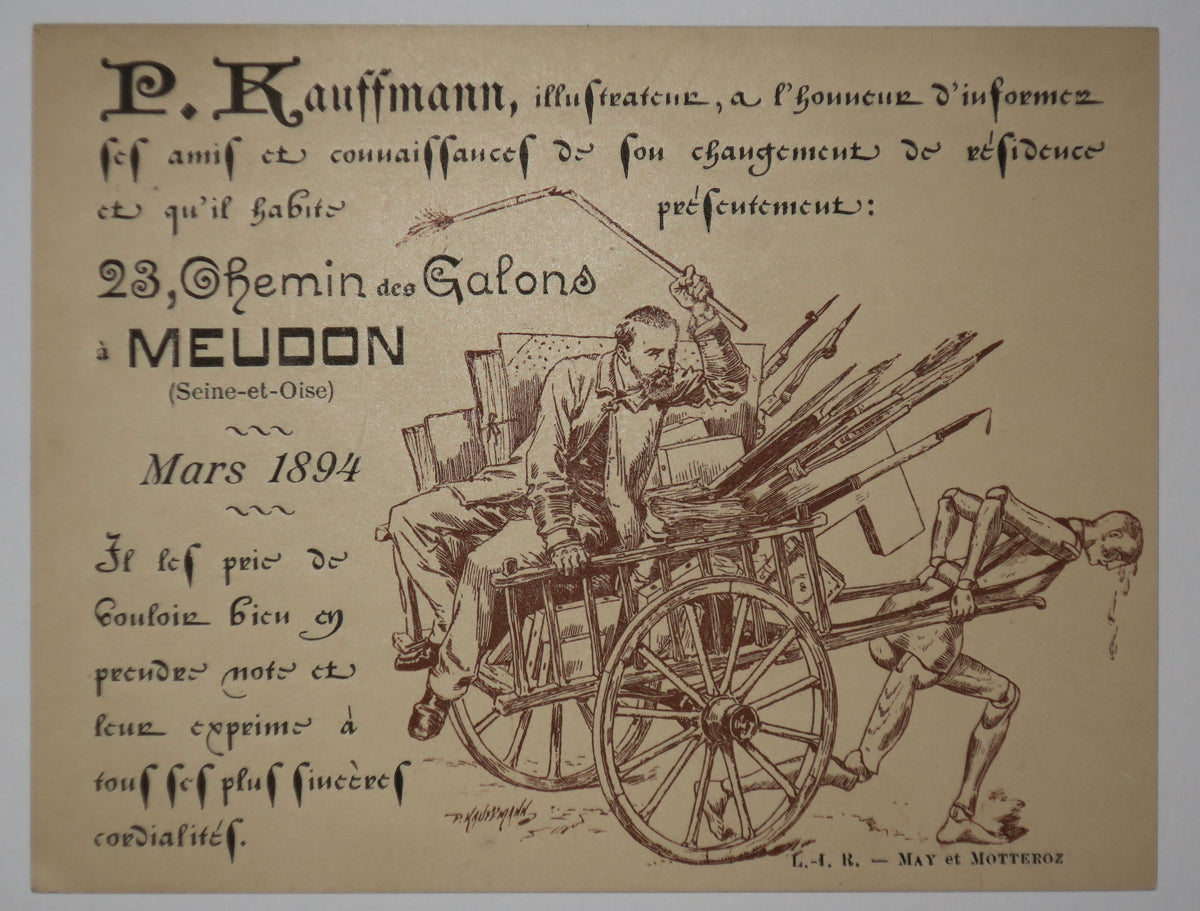 P. Kauffmann, illustrateur, a l'honneur d'informer
ses amis et connaissances de son changement de résidence
et qu'il habite présentement:
23, Chemin des Galons
à MEUDON
(Seine-et-Oise)
Mars 1894
Il les prie de
vouloir bien en
prendre note et
leur exprime à
tous ses plus sincères
cordialités.
P. KAUFFMANN
L.-I. R. — MAY et MOTTEROZ